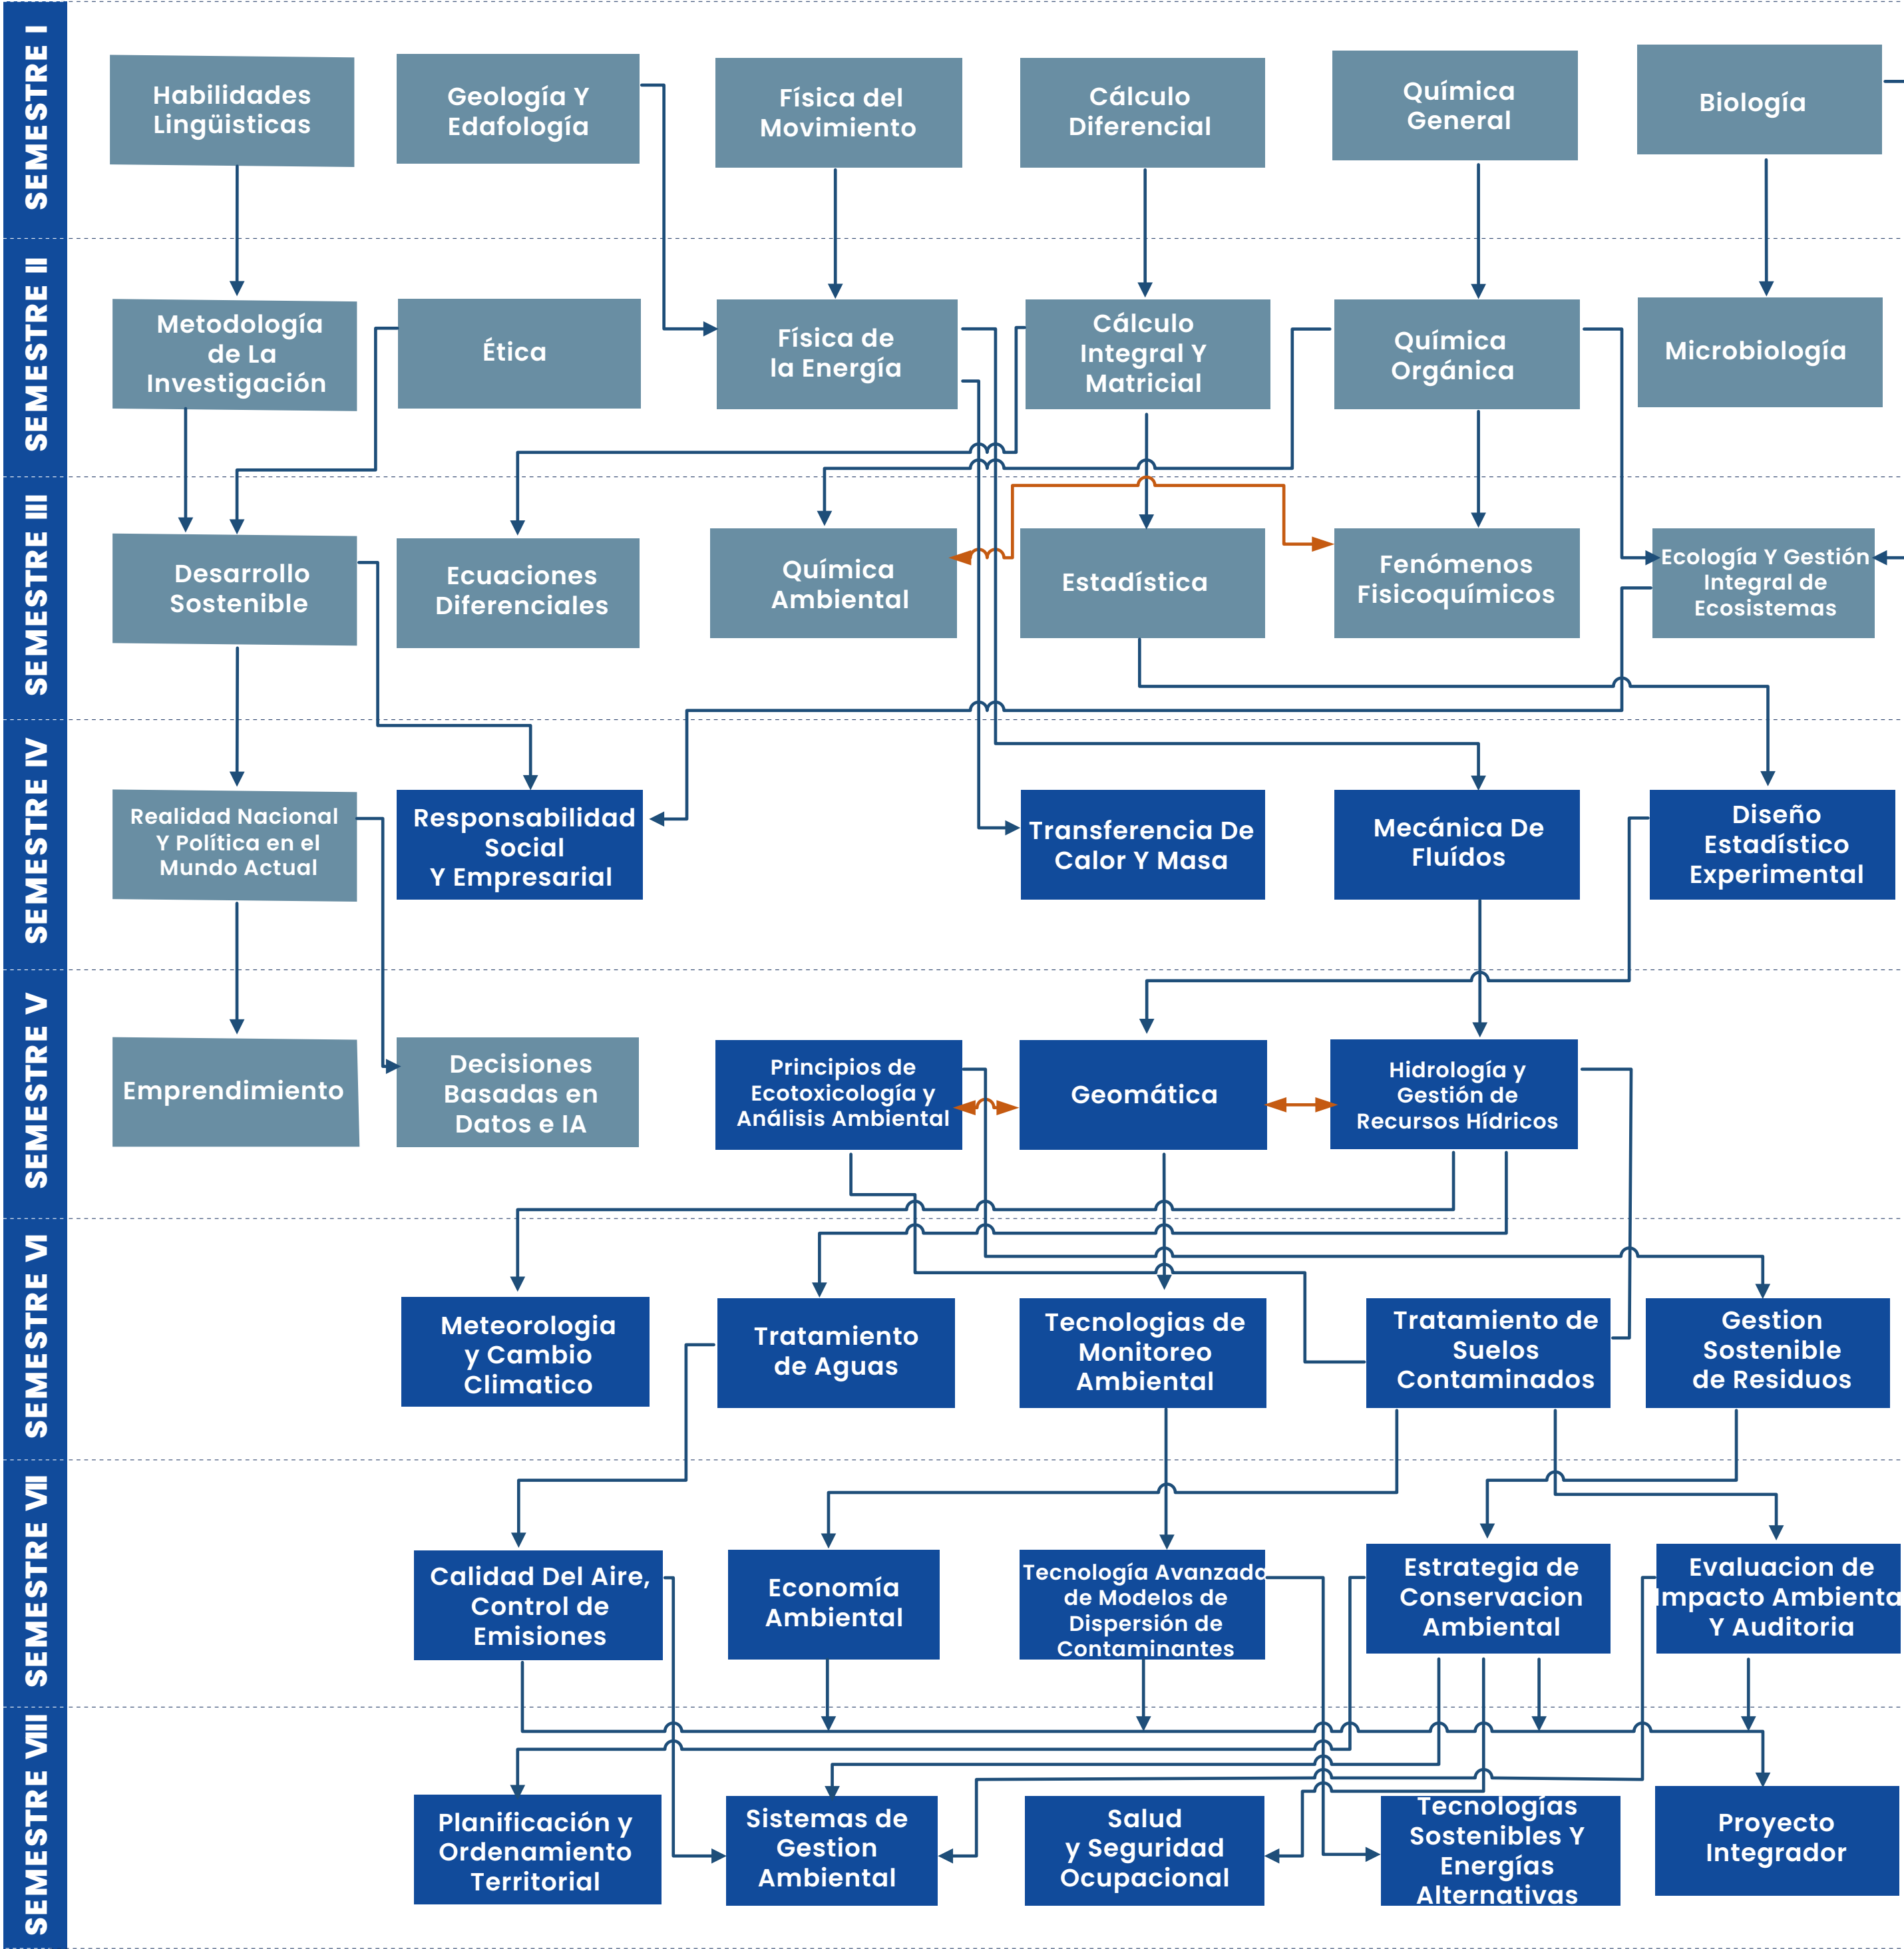 SEMESTRE I
Habilidades
Lingüisticas
Geología Y
Edafología
Física del
Movimiento
Cálculo
Diferencial
Química
General
Biología
SEMESTRE II
Metodología
de La
Investigación
Ética
Física de
la Energía
Cálculo
Integral Y
Matricial
Química
Orgánica
Microbiología
SEMESTRE III
Desarrollo
Sostenible
Ecuaciones
Diferenciales
Química
Ambiental
Estadística
Fenómenos
Fisicoquímicos
Ecología Y Gestión
Integral de
Ecosistemas
SEMESTRE IV
Realidad Nacional
Y Política en el
Mundo Actual
Responsabilidad
Social
Y Empresarial
Transferencia De
Calor Y Masa
Mecánica De
Fluídos
Diseño
Estadístico
Experimental
SEMESTRE V
Emprendimiento
Decisiones
Basadas en
Datos e IA
Principios de
Ecotoxicología y
Análisis Ambiental
Geomática
Hidrología y
Gestión de
Recursos Hídricos
SEMESTRE VI
Meteorologia
y Cambio
Climatico
Tratamiento
de Aguas
Tecnologias de
Monitoreo
Ambiental
Tratamiento de
Suelos
Contaminados
Gestion
Sostenible
de Residuos
SEMESTRE VII
Calidad Del Aire,
Control de
Emisiones
Economía
Ambiental
Tecnología Avanzada
de Modelos de
Dispersión de
Contaminantes
Estrategia de
Conservacion
Ambiental
Evaluacion de
Impacto Ambienta
Y Auditoria
SEMESTRE VIII
Planificación y
Ordenamiento
Territorial
Sistemas de
Gestion
Ambiental
Salud
y Seguridad
Ocupacional
Tecnologías
Sostenibles Y
Energías
Alternativas
Proyecto
Integrador